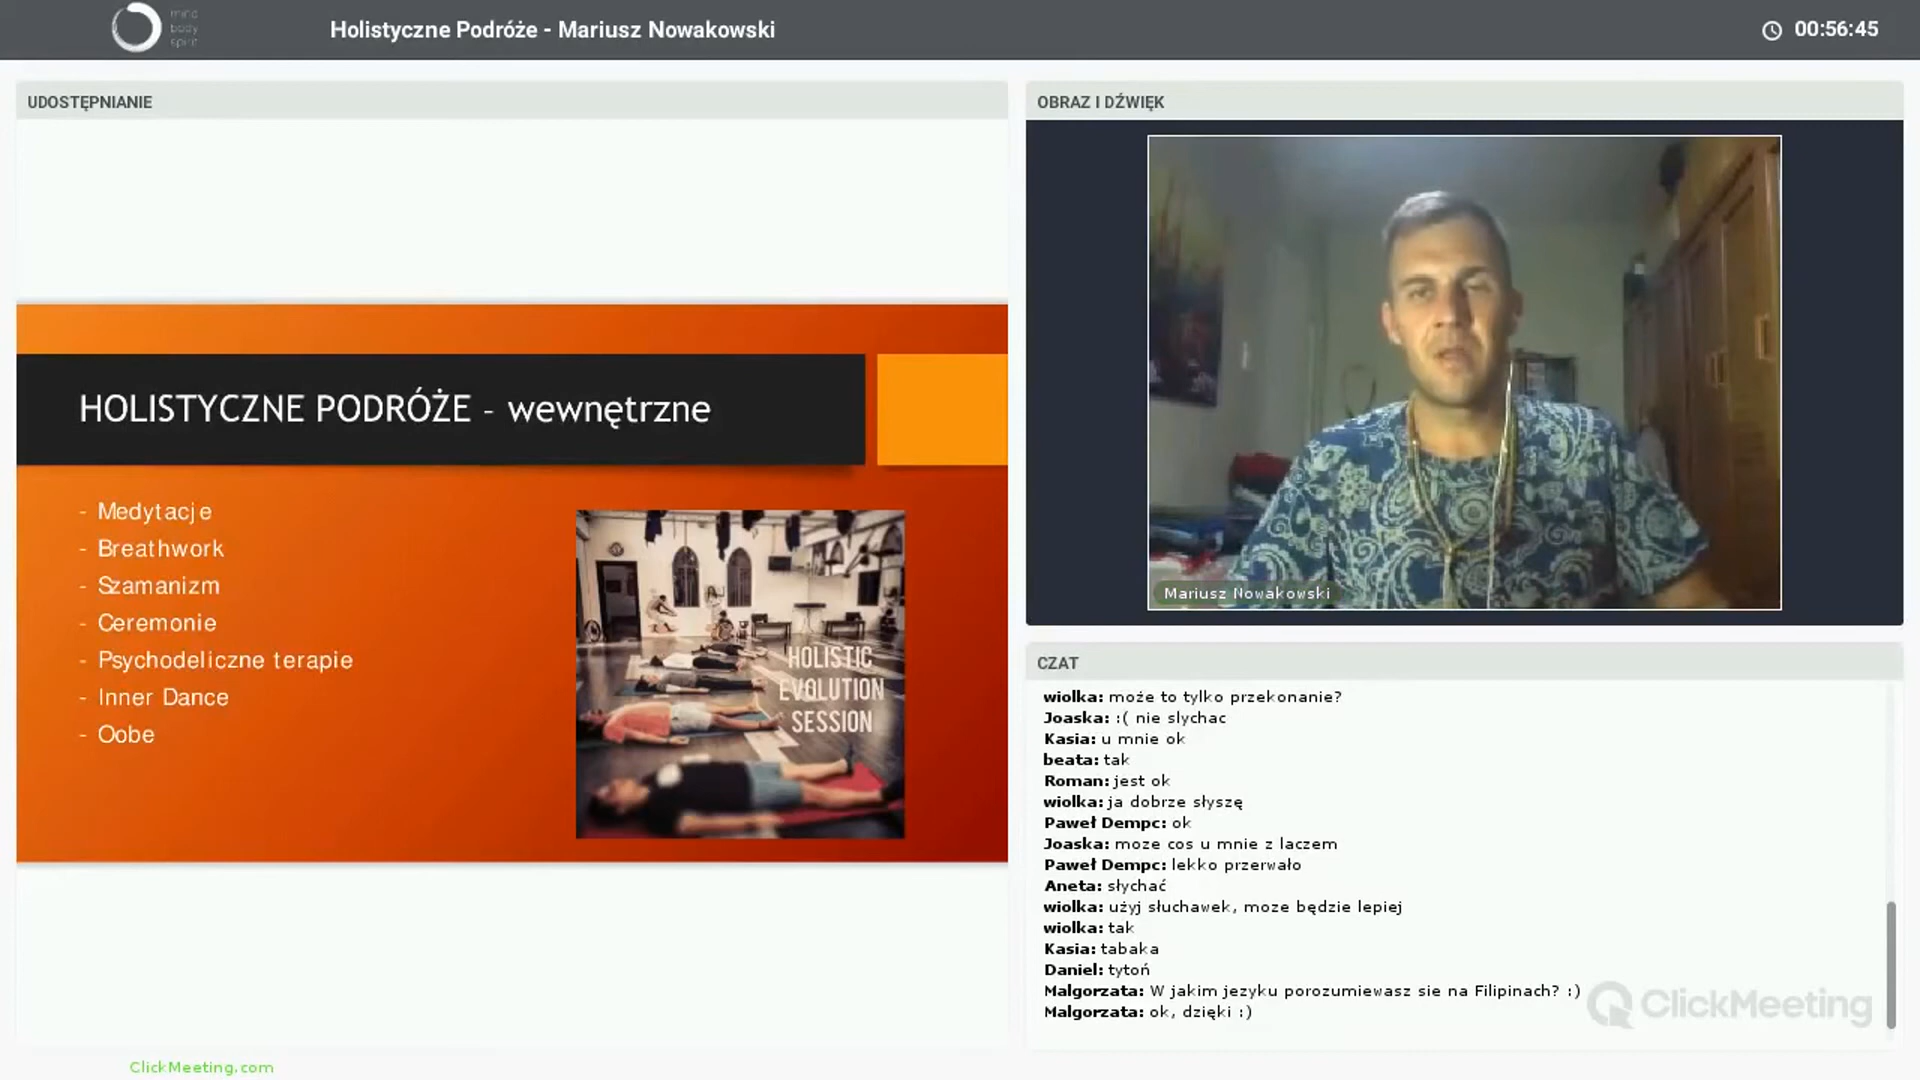 mind
body
spirit
Holistyczne Podróże - Mariusz Nowakowski
00:56:45
UDOSTĘPNIANIE
HOLISTYCZNE PODRÓŻE - wewnętrzne
- Medytacje
- Breathwork
- Szamanizm
- Ceremonie
- Psychodeliczne terapie
- Inner Dance
- Oobe
HOLISTIC
EVOLUTION
SESSION
OBRAZ I DŹWIĘK
Mariusz Nowakowski
CZAT
wiolka: może to tylko przekonanie?
Joaska: :( nie slychac
Kasia: u mnie ok
beata: tak
Roman: jest ok
wiolka: ja dobrze słyszę
Paweł Dempc: ok
Joaska: moze cos u mnie z laczem
Paweł Dempc: lekko przerwało
Aneta: słychać
wiolka: użyj słuchawek, moze będzie lepiej
wiolka: tak
Kasia: tabaka
Daniel: tytoń
Malgorzata: W jakim jezyku porozumiewasz sie na Filipinach? :)
Malgorzata: ok, dzięki :)
ClickMeeting
ClickMeeting.com